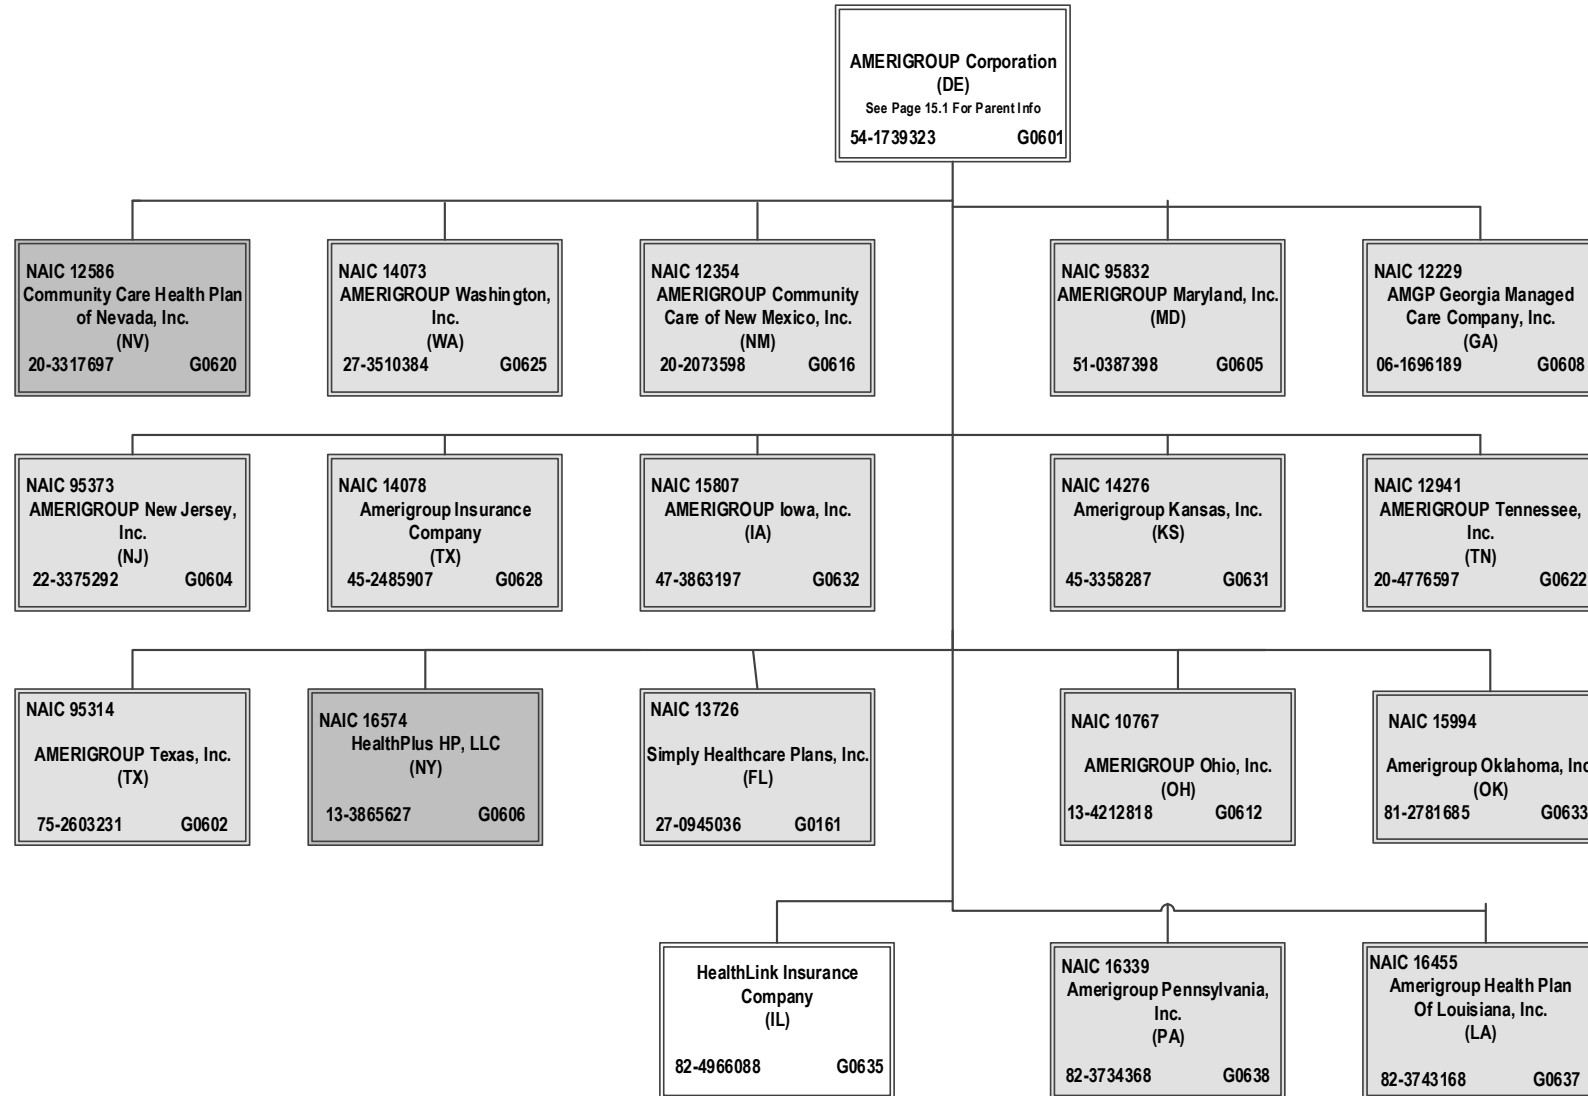 AMERIGROUP Corporation
(DE)
See Page 15.1 For Parent Info
54-1739323 G0601
NAIC 12586
Community Care Health Plan
of Nevada, Inc.
(NV)
20-3317697 G0620
NAIC 14073
AMERIGROUP Washington,
Inc.
(WA)
27-3510384 G0625
NAIC 12354
AMERIGROUP Community
Care of New Mexico, Inc.
(NM)
20-2073598 G0616
NAIC 95832
AMERIGROUP Maryland, Inc.
(MD)
51-0387398 G0605
NAIC 12229
AMGP Georgia Managed
Care Company, Inc.
(GA)
06-1696189 G0608
NAIC 95373
AMERIGROUP New Jersey,
Inc.
(NJ)
22-3375292 G0604
NAIC 14078
Amerigroup Insurance
Company
(TX)
45-2485907 G0628
NAIC 15807
AMERIGROUP Iowa, Inc.
(IA)
47-3863197 G0632
NAIC 14276
Amerigroup Kansas, Inc.
(KS)
45-3358287 G0631
NAIC 12941
AMERIGROUP Tennessee,
Inc.
(TN)
20-4776597 G0622
NAIC 95314
AMERIGROUP Texas, Inc.
(TX)
75-2603231 G0602
NAIC 16574
HealthPlus HP, LLC
(NY)
13-3865627 G0606
NAIC 13726
Simply Healthcare Plans, Inc.
(FL)
27-0945036 G0161
NAIC 10767
AMERIGROUP Ohio, Inc.
(OH)
13-4212818 G0612
NAIC 15994
Amerigroup Oklahoma, Inc
(OK)
81-2781685 G0633
HealthLink Insurance
Company
(IL)
82-4966088 G0635
NAIC 16339
Amerigroup Pennsylvania,
Inc.
(PA)
82-3734368 G0638
NAIC 16455
Amerigroup Health Plan
Of Louisiana, Inc.
(LA)
82-3743168 G0637